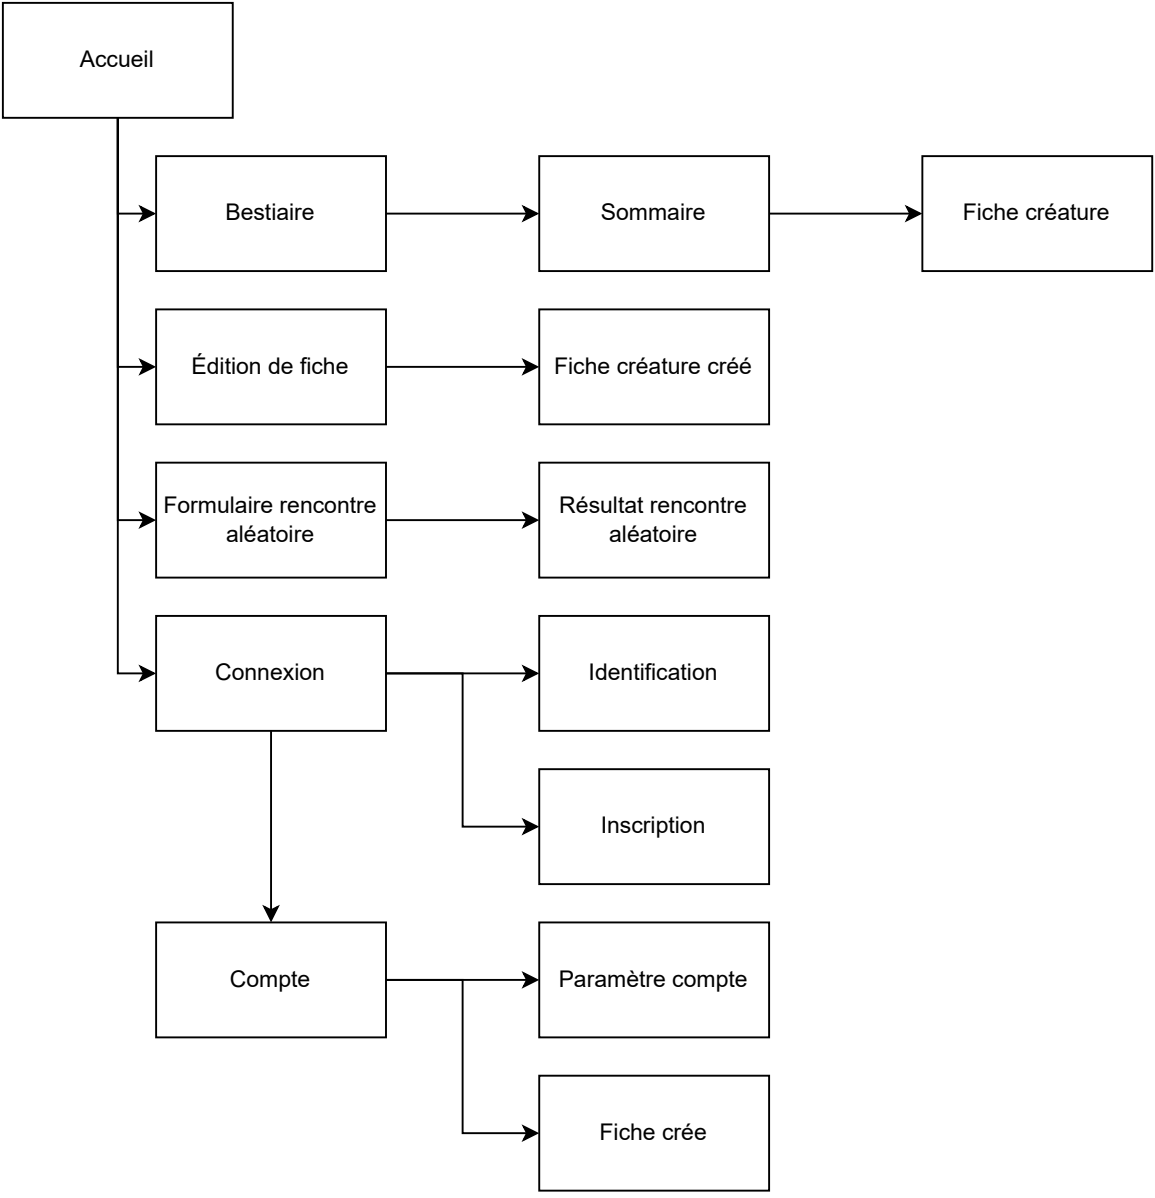 Accueil
Bestiaire
Sommaire
Fiche créature
Édition de fiche
Fiche créature créé
Formulaire rencontre
aléatoire
Résultat rencontre
aléatoire
Connexion
Identification
Inscription
Compte
Paramètre compte
Fiche crée